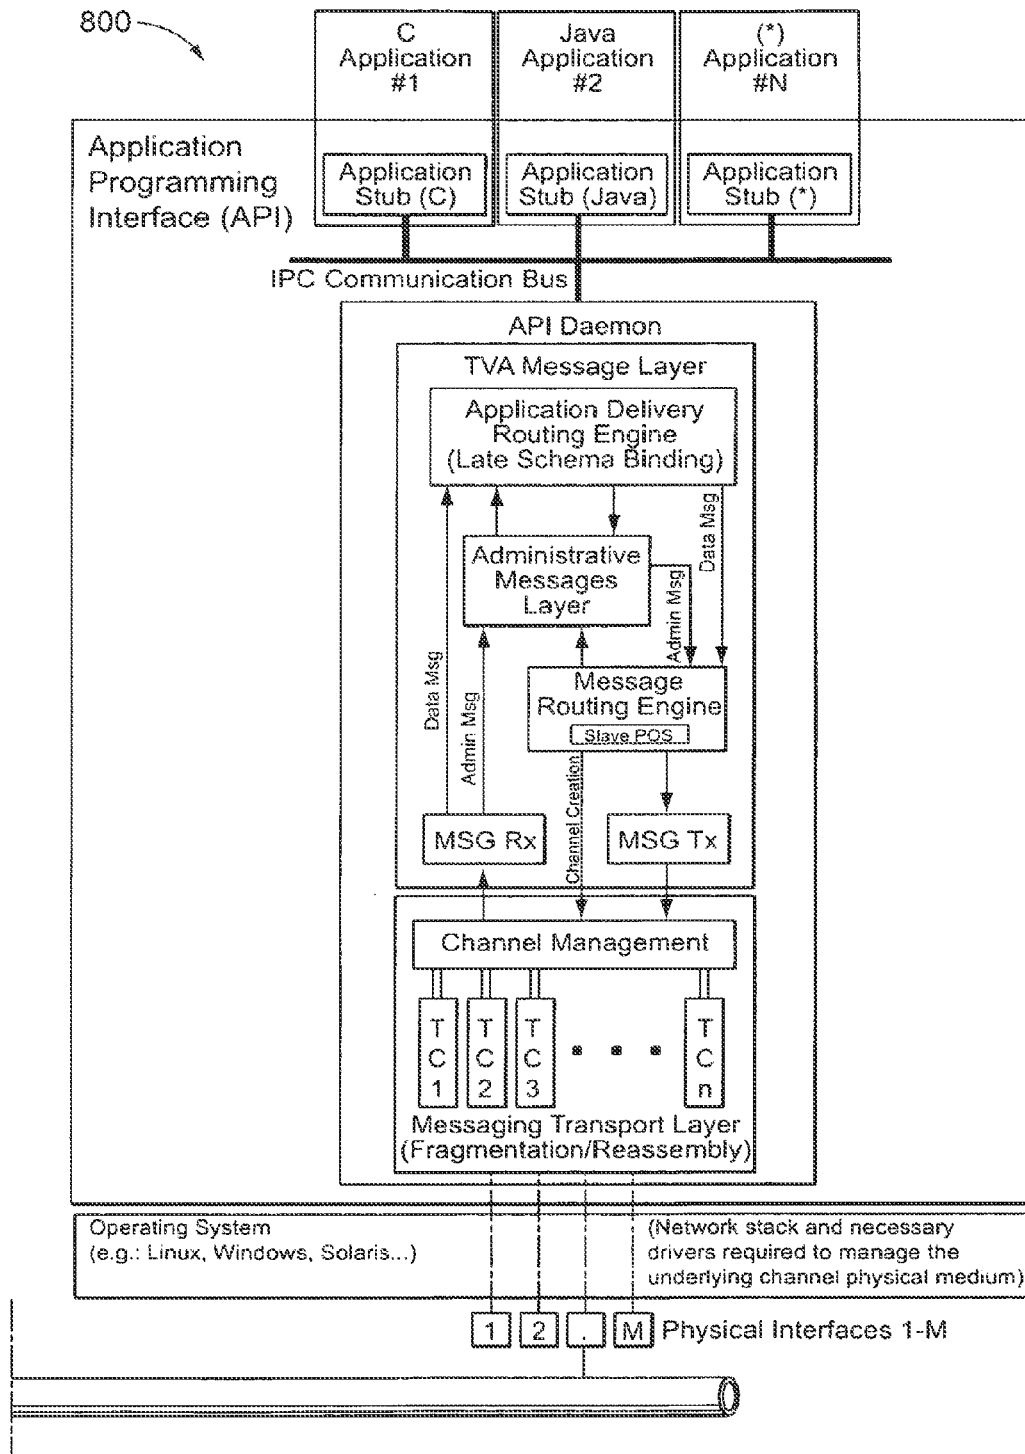 800
C
Application
#1
Java
Application
#2
(*)
Application
#N
Application
Programming
Interface (API)
Application
Stub (C)
Application
Stub (Java)
Application
Stub (*)
IPC Communication Bus
API Daemon
TVA Message Layer
Application Delivery
Routing Engine
(Late Schema Binding)
Data Msg
Administrative
Messages
Layer
Admin Msg
Data Msg
Admin Msg
Message
Routing Engine
Slave POS
Channel Creation
MSG Rx
MSG Tx
Channel Management
TC1
TC2
TC3
. . .
TCn
Messaging Transport Layer
(Fragmentation/Reassembly)
Operating System
(e.g.: Linux, Windows, Solaris...)
(Network stack and necessary
drivers required to manage the
underlying channel physical medium)
1
2
.
M
Physical Interfaces 1-M